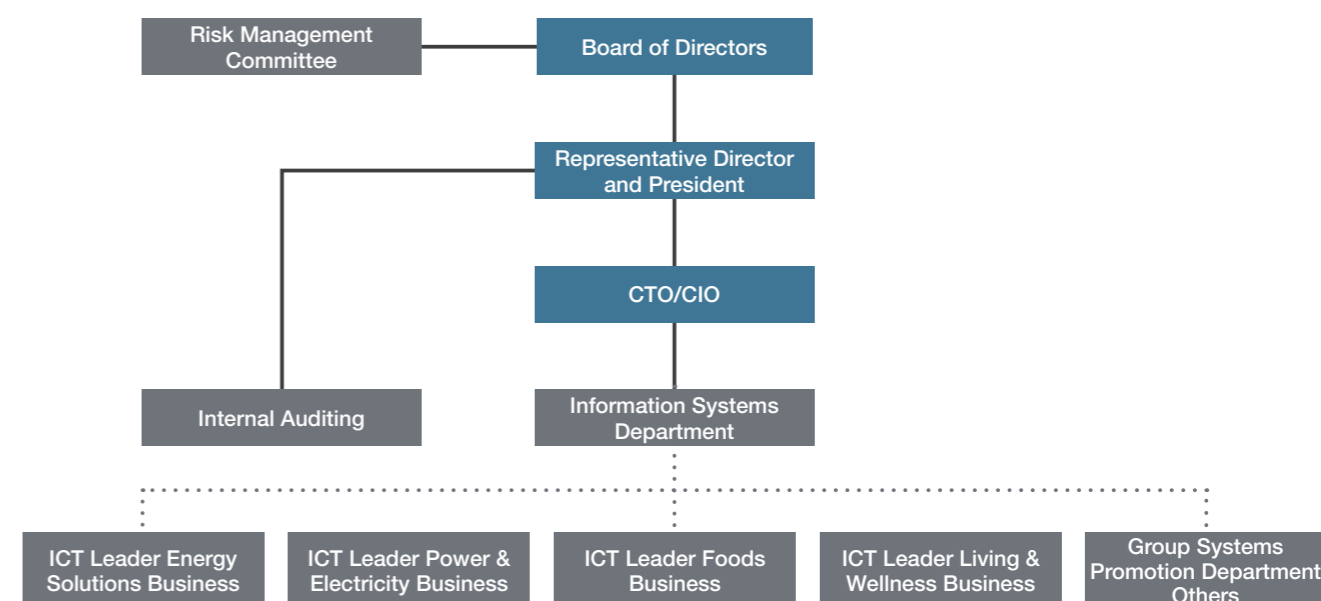 Risk Management
Committee
Board of Directors
Representative Director
and President
CTO/CIO
Internal Auditing
Information Systems
Department
ICT Leader Energy
Solutions Business
ICT Leader Power &
Electricity Business
ICT Leader Foods
Business
ICT Leader Living &
Wellness Business
Group Systems
Promotion Department
Others